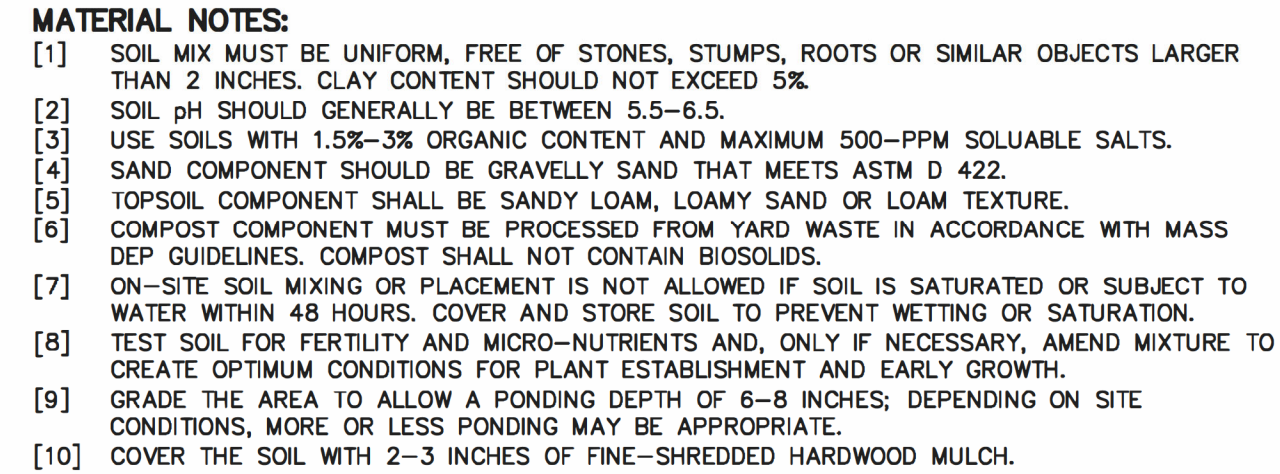 MATERIAL NOTES:
[1] SOIL MIX MUST BE UNIFORM, FREE OF STONES, STUMPS, ROOTS OR SIMILAR OBJECTS LARGER
THAN 2 INCHES. CLAY CONTENT SHOULD NOT EXCEED 5%.
[2] SOIL pH SHOULD GENERALLY BE BETWEEN 5.5–6.5.
[3] USE SOILS WITH 1.5%–3% ORGANIC CONTENT AND MAXIMUM 500–PPM SOLUABLE SALTS.
[4] SAND COMPONENT SHOULD BE GRAVELLY SAND THAT MEETS ASTM D 422.
[5] TOPSOIL COMPONENT SHALL BE SANDY LOAM, LOAMY SAND OR LOAM TEXTURE.
[6] COMPOST COMPONENT MUST BE PROCESSED FROM YARD WASTE IN ACCORDANCE WITH MASS
DEP GUIDELINES. COMPOST SHALL NOT CONTAIN BIOSOLIDS.
[7] ON–SITE SOIL MIXING OR PLACEMENT IS NOT ALLOWED IF SOIL IS SATURATED OR SUBJECT TO
WATER WITHIN 48 HOURS. COVER AND STORE SOIL TO PREVENT WETTING OR SATURATION.
[8] TEST SOIL FOR FERTILITY AND MICRO–NUTRIENTS AND, ONLY IF NECESSARY, AMEND MIXTURE TO
CREATE OPTIMUM CONDITIONS FOR PLANT ESTABLISHMENT AND EARLY GROWTH.
[9] GRADE THE AREA TO ALLOW A PONDING DEPTH OF 6–8 INCHES; DEPENDING ON SITE
CONDITIONS, MORE OR LESS PONDING MAY BE APPROPRIATE.
[10] COVER THE SOIL WITH 2–3 INCHES OF FINE–SHREDDED HARDWOOD MULCH.